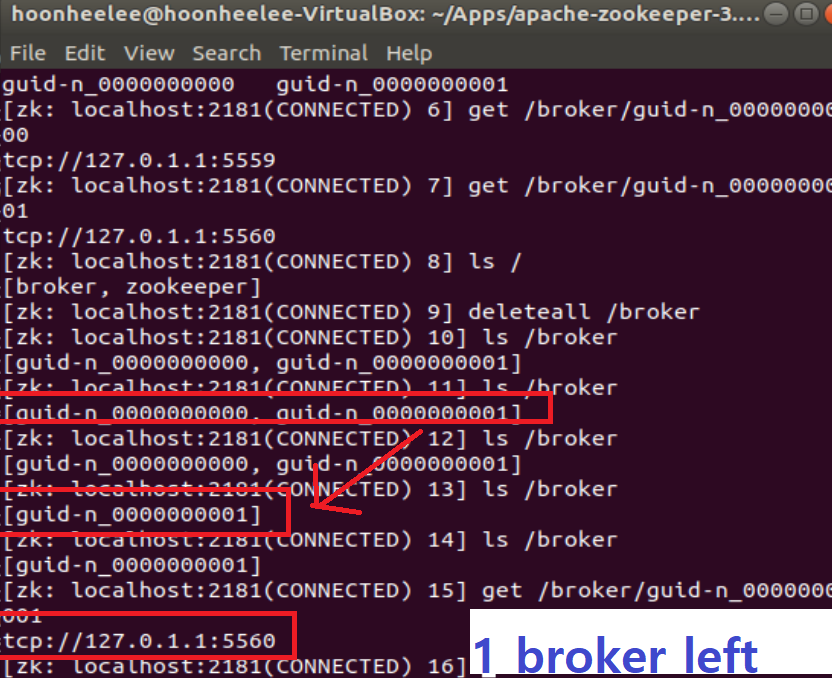 hoonheelee@hoonheelee-VirtualBox: ~/Apps/apache-zookeeper-3....
File Edit View Search Terminal Help
guid-n_0000000000   guid-n_0000000001
[zk: localhost:2181(CONNECTED) 6] get /broker/guid-n_00000000
00
tcp://127.0.1.1:5559
[zk: localhost:2181(CONNECTED) 7] get /broker/guid-n_00000000
01
tcp://127.0.1.1:5560
[zk: localhost:2181(CONNECTED) 8] ls /
[broker, zookeeper]
[zk: localhost:2181(CONNECTED) 9] deleteall /broker
[zk: localhost:2181(CONNECTED) 10] ls /broker
[guid-n_0000000000, guid-n_0000000001]
[zk: localhost:2181(CONNECTED) 11] ls /broker
[guid-n_0000000000, guid-n_0000000001]
[zk: localhost:2181(CONNECTED) 12] ls /broker
[guid-n_0000000000, guid-n_0000000001]
[zk: localhost:2181(CONNECTED) 13] ls /broker
[guid-n_0000000001]
[zk: localhost:2181(CONNECTED) 14] ls /broker
[guid-n_0000000001]
[zk: localhost:2181(CONNECTED) 15] get /broker/guid-n_0000000
001
tcp://127.0.1.1:5560
[zk: localhost:2181(CONNECTED) 16]
1 broker left